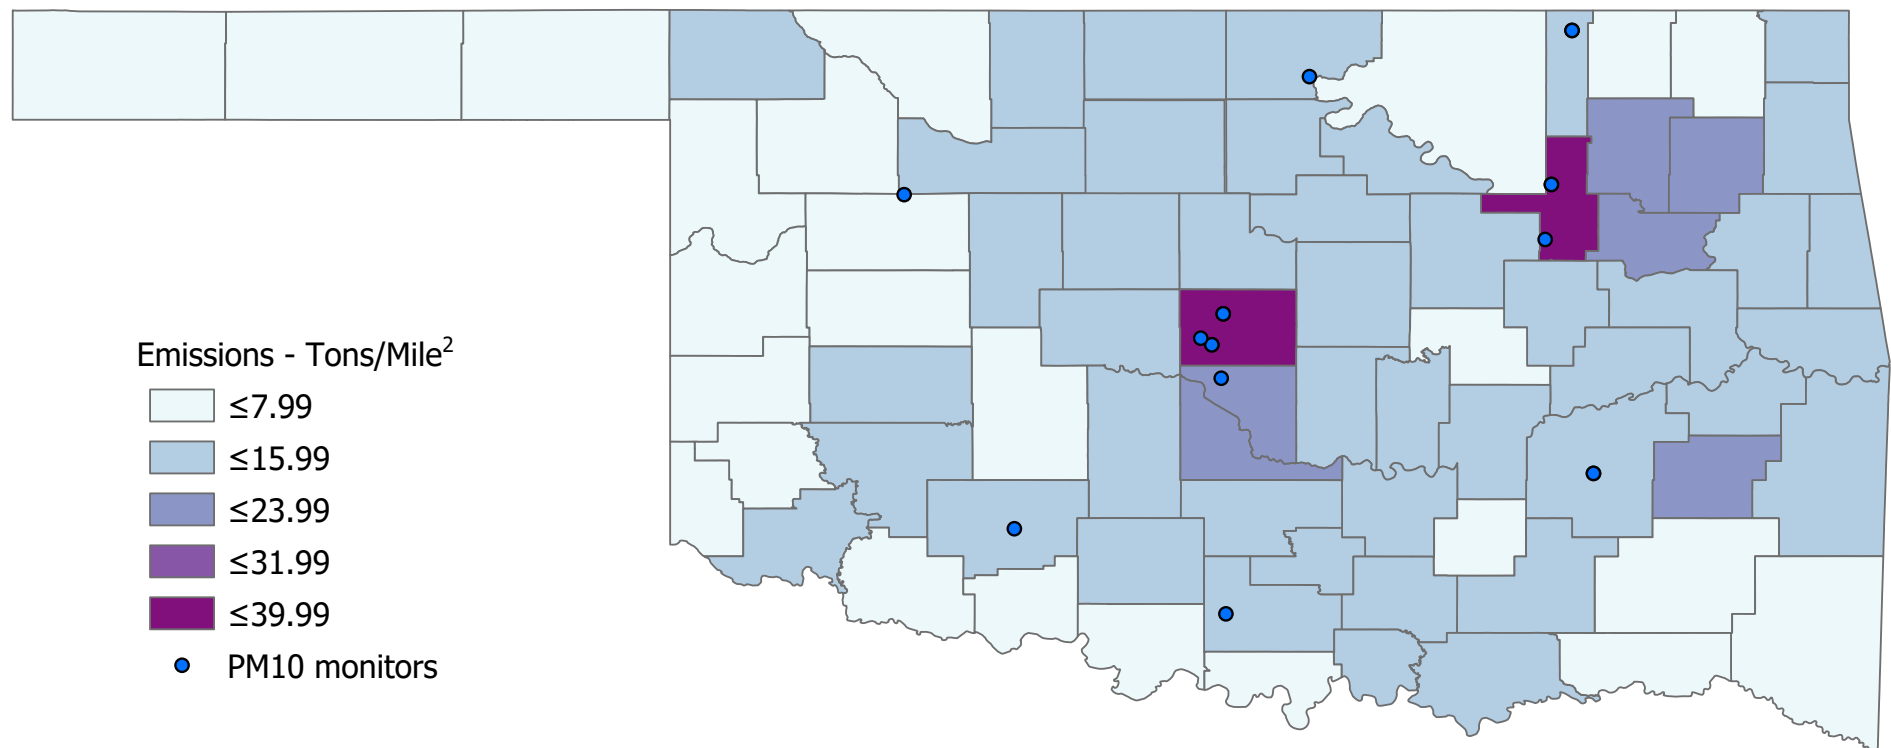 Emissions - Tons/Mile²
≤7.99
≤15.99
≤23.99
≤31.99
≤39.99
PM10 monitors